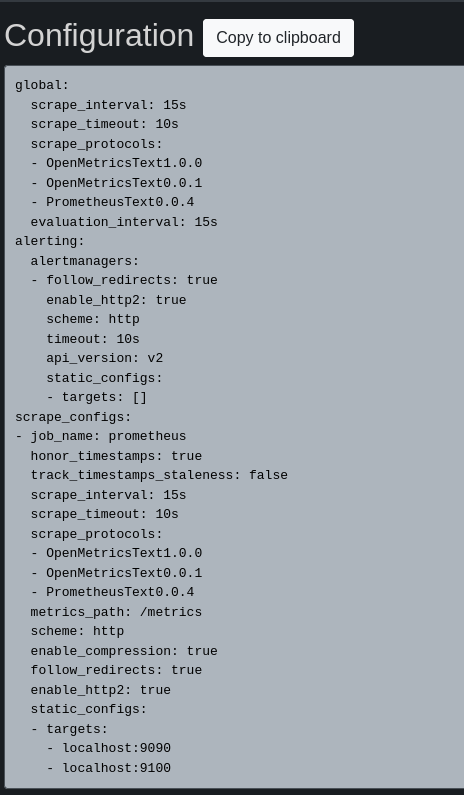 Configuration Copy to clipboard
global:
  scrape_interval: 15s
  scrape_timeout: 10s
  scrape_protocols:
  - OpenMetricsText1.0.0
  - OpenMetricsText0.0.1
  - PrometheusText0.0.4
  evaluation_interval: 15s
alerting:
  alertmanagers:
  - follow_redirects: true
    enable_http2: true
    scheme: http
    timeout: 10s
    api_version: v2
    static_configs:
    - targets: []
scrape_configs:
- job_name: prometheus
  honor_timestamps: true
  track_timestamps_staleness: false
  scrape_interval: 15s
  scrape_timeout: 10s
  scrape_protocols:
  - OpenMetricsText1.0.0
  - OpenMetricsText0.0.1
  - PrometheusText0.0.4
  metrics_path: /metrics
  scheme: http
  enable_compression: true
  follow_redirects: true
  enable_http2: true
  static_configs:
  - targets:
    - localhost:9090
    - localhost:9100